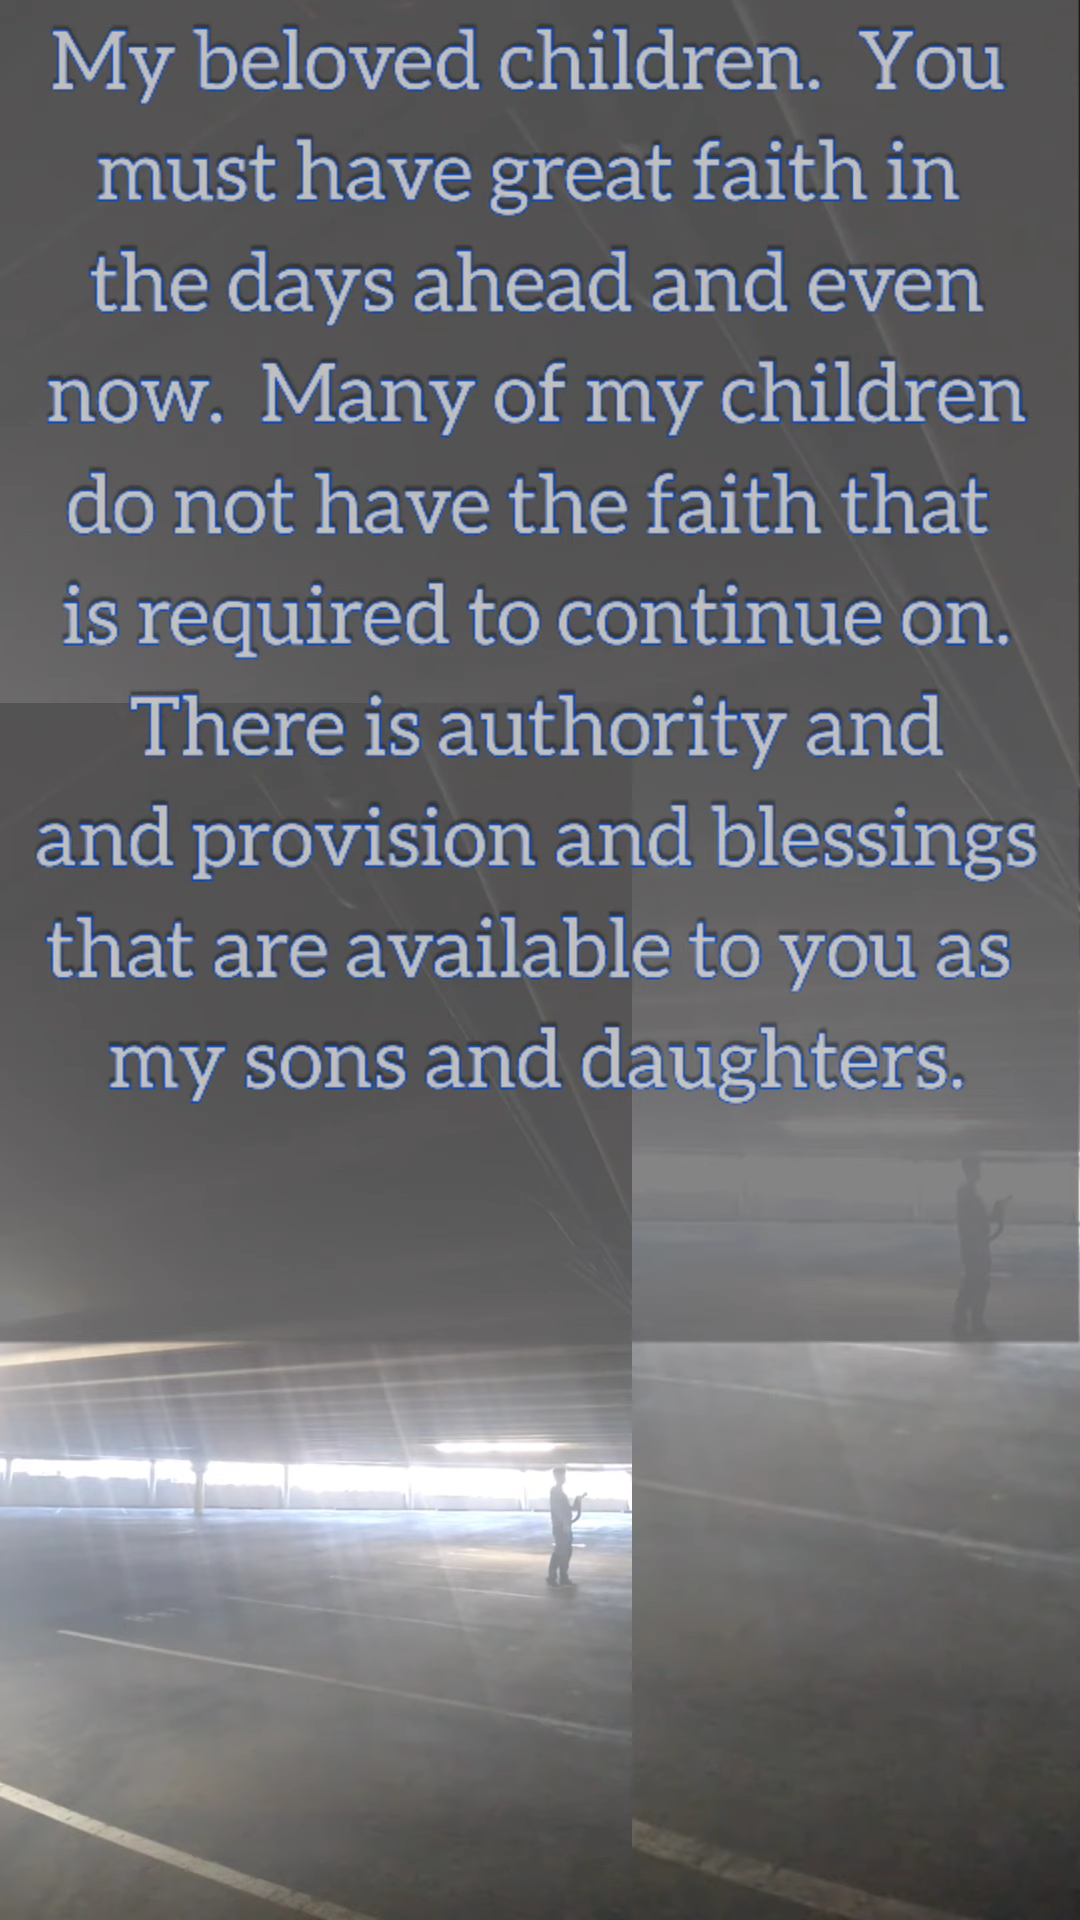 My beloved children.  You
must have great faith in
the days ahead and even
now.  Many of my children
do not have the faith that
is required to continue on.
There is authority and
and provision and blessings
that are available to you as
my sons and daughters.